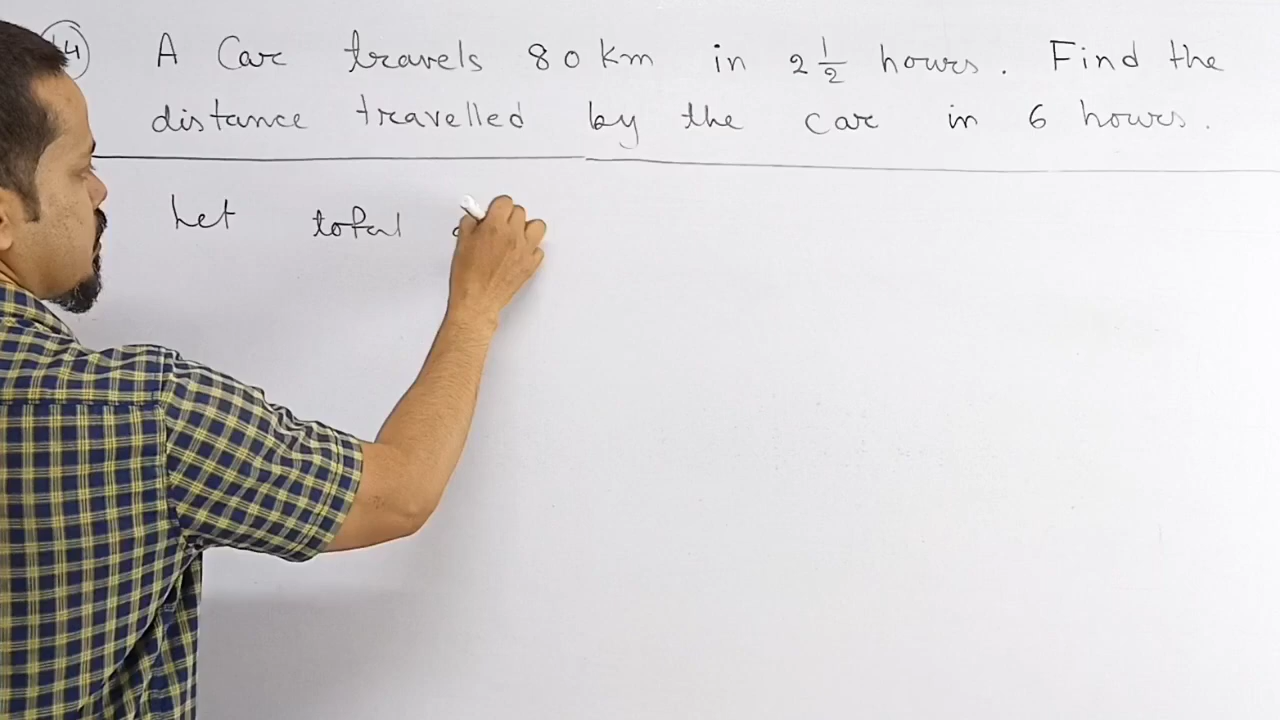 A Car travels 80 km in 2 1/2 hours. Find the
distance travelled by the car in 6 hours.
Let total